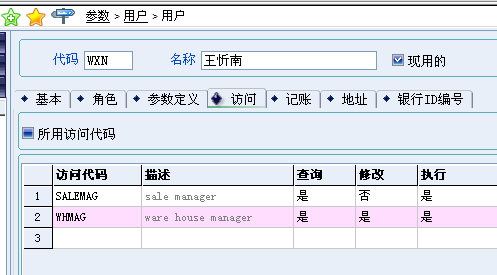 参数 > 用户 > 用户
代码 WXN 名称 王忻南 现用的
基本 角色 参数定义 访问 记账 地址 银行ID编号
所用访问代码
访问代码 描述 查询 修改 执行
1 SALEMAG sale manager 是 否 是
2 WHMAG ware house manager 是 是 是
3